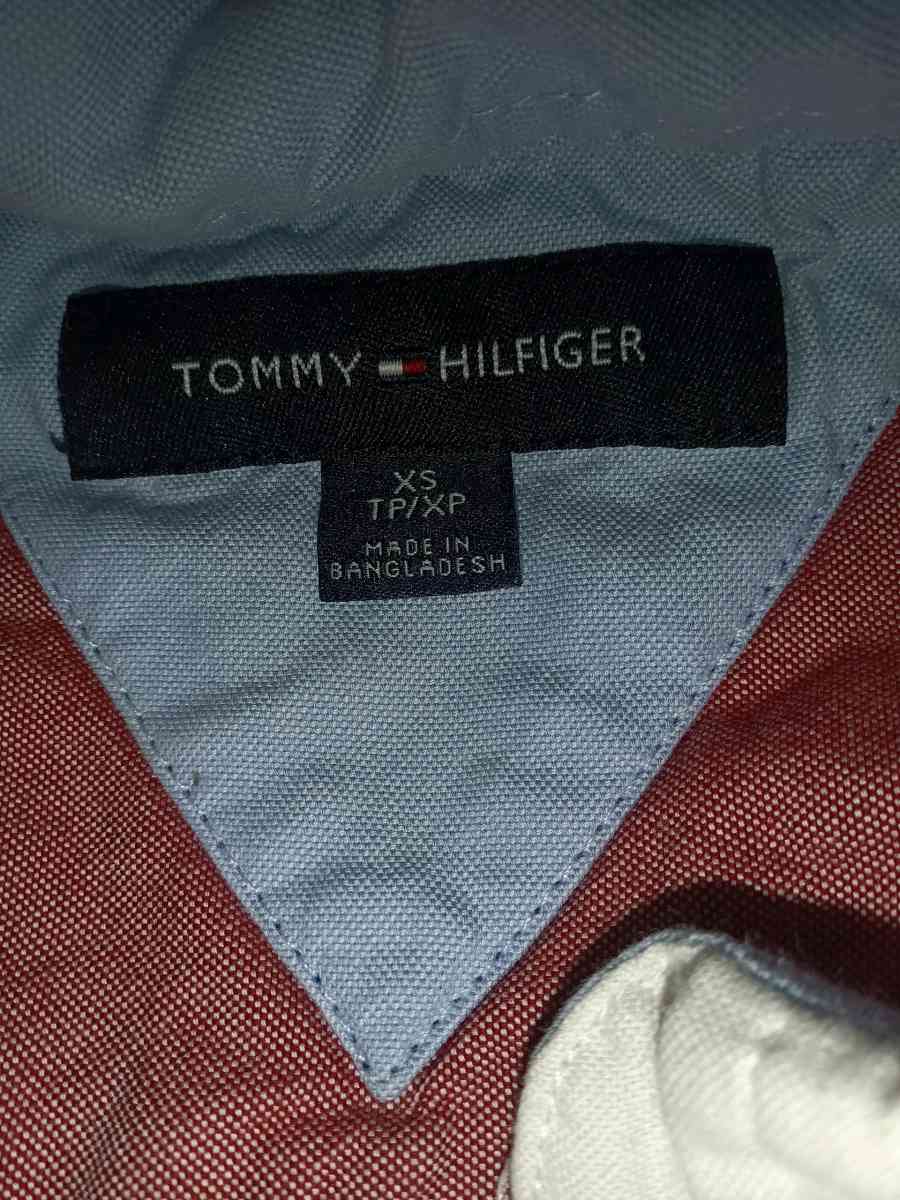 TOMMY HILFIGER
XS
TP/XP
MADE IN
BANGLADESH